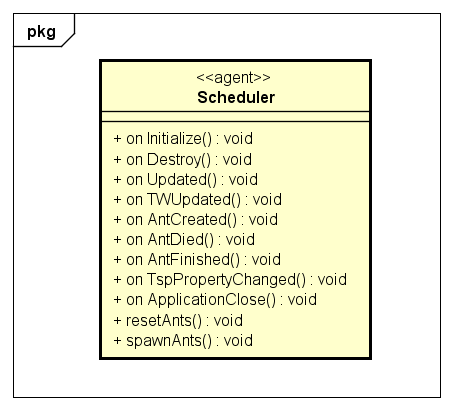 pkg
<<agent>>
Scheduler
+ on Initialize() : void
+ on Destroy() : void
+ on Updated() : void
+ on TWUpdated() : void
+ on AntCreated() : void
+ on AntDied() : void
+ on AntFinished() : void
+ on TspPropertyChanged() : void
+ on ApplicationClose() : void
+ resetAnts() : void
+ spawnAnts() : void